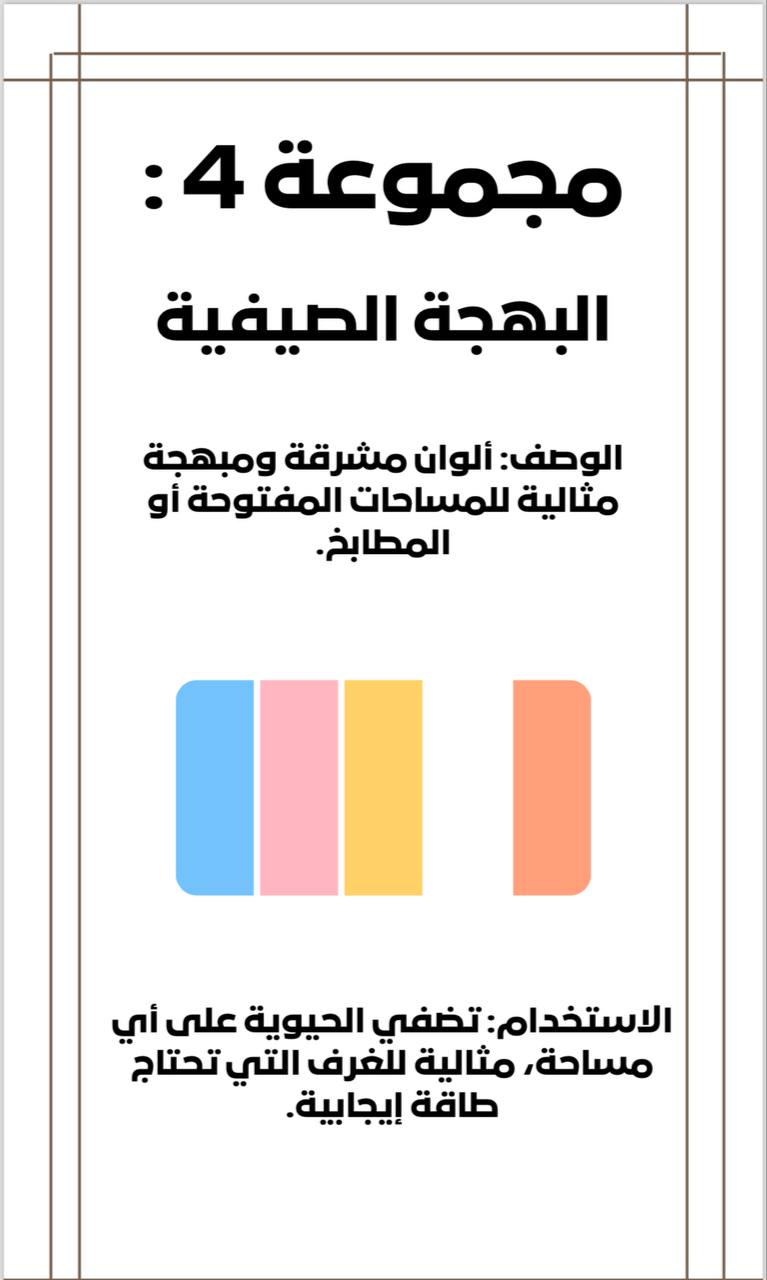 مجموعة 4 :
البهجة الصيفية
الوصف: ألوان مشرقة ومبهجة
مثالية للمساحات المفتوحة أو
المطابخ.
الاستخدام: تضفي الحيوية على أي
مساحة، مثالية للغرف التي تحتاج
طاقة إيجابية.